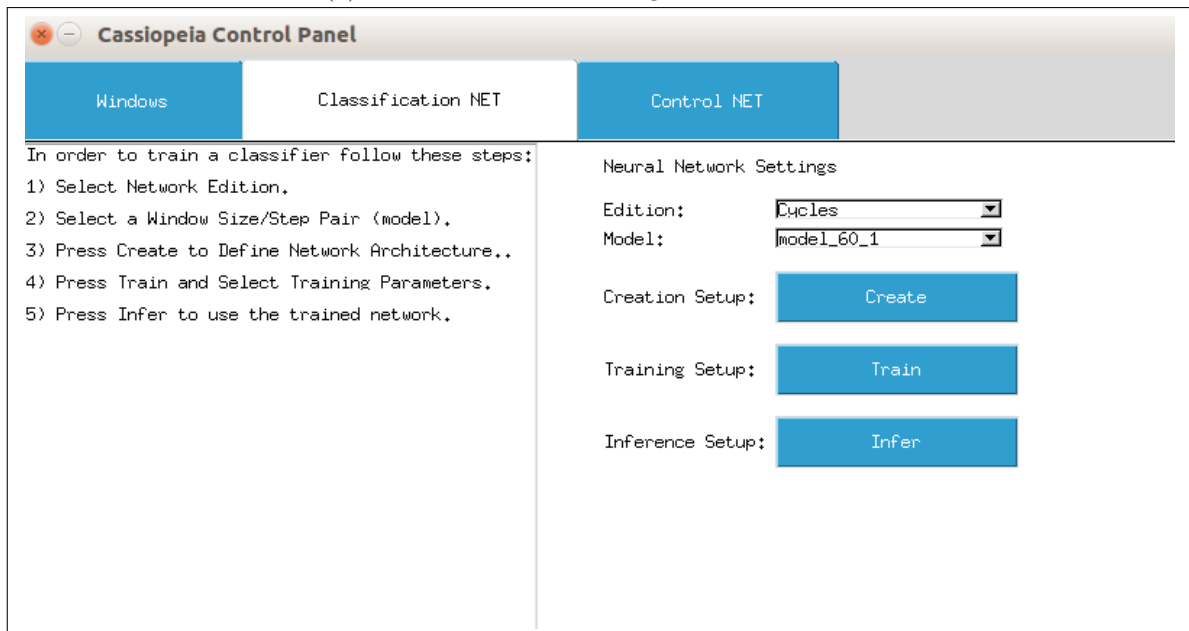 Cassiopeia Control Panel
Windows
Classification NET
Control NET
In order to train a classifier follow these steps:
1) Select Network Edition.
2) Select a Window Size/Step Pair (model).
3) Press Create to Define Network Architecture..
4) Press Train and Select Training Parameters.
5) Press Infer to use the trained network.
Neural Network Settings
Edition: Cycles
Model: model_60_1
Creation Setup: Create
Training Setup: Train
Inference Setup: Infer